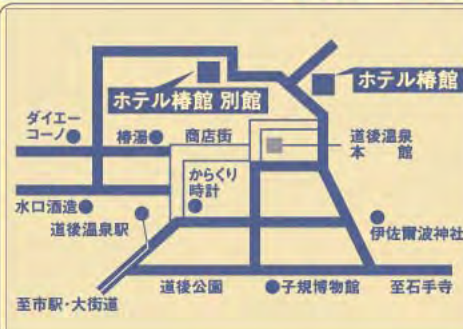 ホテル椿館
ホテル椿館 別館
ダイエー
コーノ
椿湯
商店街
道後温泉
本館
からくり
時計
水口酒造
道後温泉駅
伊佐爾波神社
道後公園
子規博物館
至石手寺
至市駅・大街道